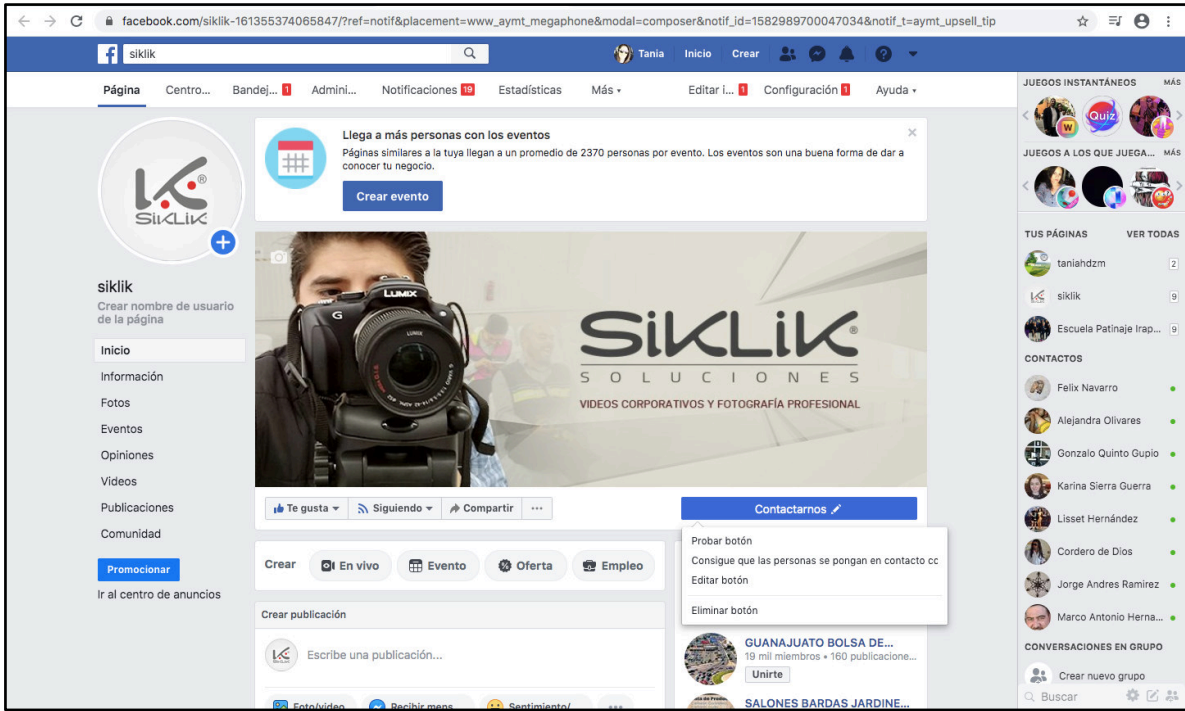 facebook.com/siklik-161355374065847/?ref=notif&placement=www_aymt_megaphone&modal=composer&notif_id=1582989700047034&notif_t=aymt_upsell_tip
siklik
Tania Inicio Crear
Página Centro... Bandej... 1 Admini... Notificaciones 19 Estadísticas Más Editar i... 1 Configuración 1 Ayuda
SiKLiK®
siklik
Crear nombre de usuario
de la página
Inicio
Información
Fotos
Eventos
Opiniones
Videos
Publicaciones
Comunidad
Promocionar
Ir al centro de anuncios
Llega a más personas con los eventos
Páginas similares a la tuya llegan a un promedio de 2370 personas por evento. Los eventos son una buena forma de dar a
conocer tu negocio.
Crear evento
LUMIX
G
LUMIX
SiKLiK®
SOLUCIONES
VIDEOS CORPORATIVOS Y FOTOGRAFÍA PROFESIONAL
Te gusta Siguiendo Compartir ...
Contactarnos
Probar botón
Consigue que las personas se pongan en contacto cc
Editar botón
Eliminar botón
Crear En vivo Evento Oferta Empleo
Crear publicación
Escribe una publicación...
Foto/video Recibir mens Sentimiento/ ...
GUANAJUATO BOLSA DE...
19 mil miembros • 160 publicacione...
Unirte
SALONES BARDAS JARDINE...
JUEGOS INSTANTÁNEOS MÁS
W Quiz
JUEGOS A LOS QUE JUEGA... MÁS
TUS PÁGINAS VER TODAS
taniahdzm 2
siklik 9
Escuela Patinaje Irap... 9
CONTACTOS
Felix Navarro
Alejandra Olivares
Gonzalo Quinto Gupio
Karina Sierra Guerra
Lisset Hernández
Cordero de Dios
Jorge Andres Ramirez
Marco Antonio Herna...
CONVERSACIONES EN GRUPO
Crear nuevo grupo
Buscar